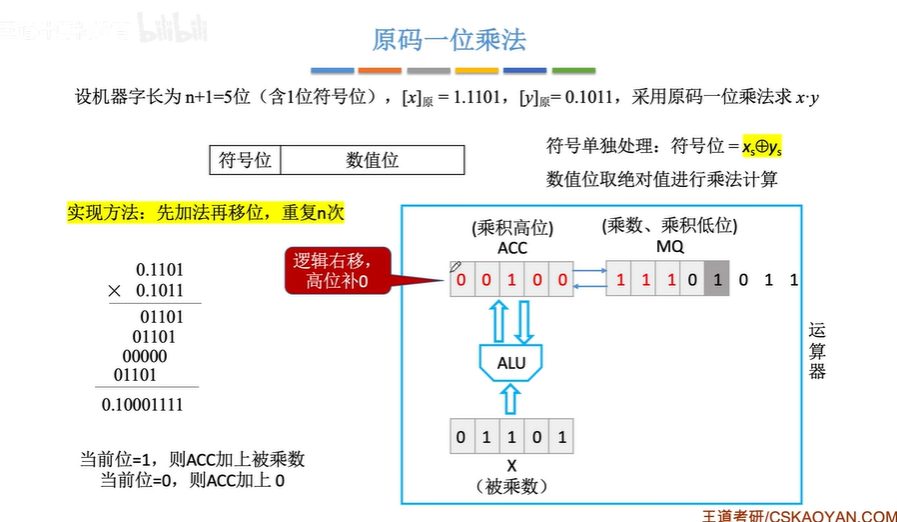 bilibili
原码一位乘法
设机器字长为 n+1=5位（含1位符号位），[x]原 = 1.1101，[y]原= 0.1011，采用原码一位乘法求 x·y
符号位 数值位
符号单独处理：符号位 = xs⊕ys
数值位取绝对值进行乘法计算
实现方法：先加法再移位，重复n次
(乘积高位)
ACC
(乘数、乘积低位)
MQ
逻辑右移，
高位补0
0 0 1 0 0
1 1 1 0 1 0 1 1
0.1101
× 0.1011
01101
01101
00000
01101
0.10001111
ALU
运算器
0 1 1 0 1
X
（被乘数）
当前位=1，则ACC加上被乘数
当前位=0，则ACC加上 0
王道考研/CSKAOYAN.COM